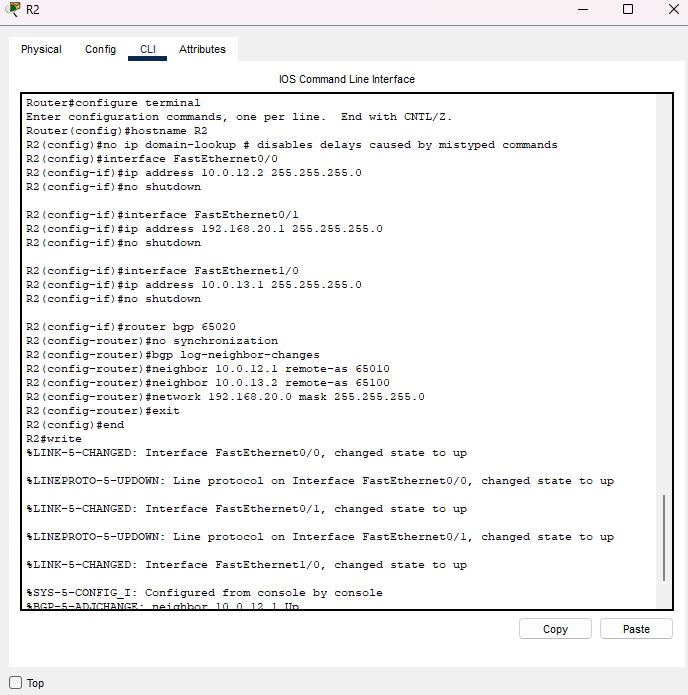 R2
Physical Config CLI Attributes
IOS Command Line Interface
Router#configure terminal
Enter configuration commands, one per line.  End with CNTL/Z.
Router(config)#hostname R2
R2(config)#no ip domain-lookup # disables delays caused by mistyped commands
R2(config)#interface FastEthernet0/0
R2(config-if)#ip address 10.0.12.2 255.255.255.0
R2(config-if)#no shutdown
R2(config-if)#interface FastEthernet0/1
R2(config-if)#ip address 192.168.20.1 255.255.255.0
R2(config-if)#no shutdown
R2(config-if)#interface FastEthernet1/0
R2(config-if)#ip address 10.0.13.1 255.255.255.0
R2(config-if)#no shutdown
R2(config-if)#router bgp 65020
R2(config-router)#no synchronization
R2(config-router)#bgp log-neighbor-changes
R2(config-router)#neighbor 10.0.12.1 remote-as 65010
R2(config-router)#neighbor 10.0.13.2 remote-as 65100
R2(config-router)#network 192.168.20.0 mask 255.255.255.0
R2(config-router)#exit
R2(config)#end
R2#write
%LINK-5-CHANGED: Interface FastEthernet0/0, changed state to up
%LINEPROTO-5-UPDOWN: Line protocol on Interface FastEthernet0/0, changed state to up
%LINK-5-CHANGED: Interface FastEthernet0/1, changed state to up
%LINEPROTO-5-UPDOWN: Line protocol on Interface FastEthernet0/1, changed state to up
%LINK-5-CHANGED: Interface FastEthernet1/0, changed state to up
%SYS-5-CONFIG_I: Configured from console by console
%BGP-5-ADJCHANGE: neighbor 10.0.12.1 Up
Copy Paste
Top